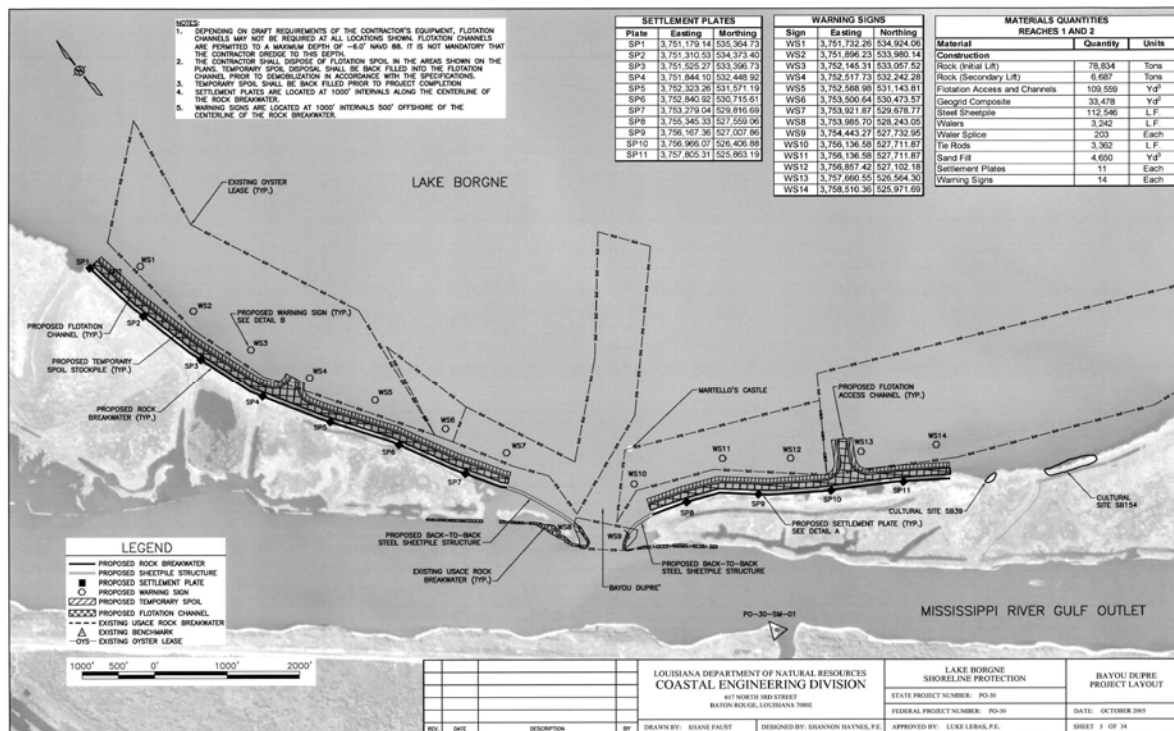 NOTES:
1. DEPENDING ON DRAFT REQUIREMENTS OF THE CONTRACTOR'S EQUIPMENT, FLOTATION
CHANNELS MAY NOT BE REQUIRED AT ALL LOCATIONS SHOWN. FLOTATION CHANNELS
ARE PERMITTED TO A MAXIMUM DEPTH OF -6.0' NAVD 88. IT IS NOT MANDATORY THAT
THE CONTRACTOR DREDGE TO THIS DEPTH.
2. THE CONTRACTOR SHALL DISPOSE OF FLOTATION SPOIL IN THE AREAS SHOWN ON THE
PLANS. TEMPORARY SPOIL DISPOSAL SHALL BE BACK FILLED INTO THE FLOTATION
CHANNEL PRIOR TO DEMOBILIZATION IN ACCORDANCE WITH THE SPECIFICATIONS.
3. TEMPORARY SPOIL SHALL BE BACK FILLED PRIOR TO PROJECT COMPLETION.
4. SETTLEMENT PLATES ARE LOCATED AT 1000' INTERVALS ALONG THE CENTERLINE OF
THE ROCK BREAKWATER.
5. WARNING SIGNS ARE LOCATED AT 1000' INTERVALS 500' OFFSHORE OF THE
CENTERLINE OF THE ROCK BREAKWATER.
SETTLEMENT PLATES
Plate Easting Northing
SP1 3,751,179.14 535,364.73
SP2 3,751,310.53 534,373.40
SP3 3,751,525.27 533,396.73
SP4 3,751,844.10 532,448.92
SP5 3,752,323.26 531,571.19
SP6 3,752,840.92 530,715.61
SP7 3,753,279.04 529,816.69
SP8 3,755,345.33 527,559.06
SP9 3,756,167.36 527,007.86
SP10 3,756,966.07 526,406.88
SP11 3,757,805.31 525,863.19
WARNING SIGNS
Sign Easting Northing
WS1 3,751,732.26 534,924.06
WS2 3,751,896.23 533,980.14
WS3 3,752,145.31 533,057.52
WS4 3,752,517.73 532,242.28
WS5 3,752,588.98 531,143.81
WS6 3,753,500.64 530,473.57
WS7 3,753,921.87 529,678.77
WS8 3,753,985.70 528,243.05
WS9 3,754,443.27 527,732.95
WS10 3,756,136.58 527,711.87
WS11 3,756,136.58 527,711.87
WS12 3,756,857.42 527,102.18
WS13 3,757,660.55 526,564.30
WS14 3,758,510.36 525,971.69
MATERIALS QUANTITIES
REACHES 1 AND 2
Material Quantity Units
Construction
Rock (Initial Lift) 78,834 Tons
Rock (Secondary Lift) 6,687 Tons
Flotation Access and Channels 109,559 Yd³
Geogrid Composite 33,478 Yd²
Steel Sheetpile 112,546 L.F.
Walers 3,242 L.F.
Waler Splice 203 Each
Tie Rods 3,362 L.F.
Sand Fill 4,650 Yd³
Settlement Plates 11 Each
Warning Signs 14 Each
EXISTING OYSTER
LEASE (TYP.)
LAKE BORGNE
SP1
WS1
WS2
PROPOSED WARNING SIGN (TYP.)
SEE DETAIL B
PROPOSED FLOTATION
CHANNEL (TYP.)
SP2
WS3
PROPOSED TEMPORARY
SPOIL STOCKPILE (TYP.)
SP3
WS4
PROPOSED ROCK
BREAKWATER (TYP.)
SP4
WS5
MARTELLO'S CASTLE
PROPOSED FLOTATION
ACCESS CHANNEL (TYP.)
SP5
WS6
SP6
WS7
SP7
WS10
WS11
WS12
WS13
WS14
SP8
SP9
SP10
SP11
CULTURAL SITE SB39
CULTURAL
SITE SB154
WS8
WS9
PROPOSED SETTLEMENT PLATE (TYP.)
SEE DETAIL A
PROPOSED BACK-TO-BACK
STEEL SHEETPILE STRUCTURE
EXISTING USACE ROCK
BREAKWATER (TYP.)
PROPOSED BACK-TO-BACK
STEEL SHEETPILE STRUCTURE
BAYOU DUPRE'
MISSISSIPPI RIVER GULF OUTLET
PO-30-SM-01
LEGEND
PROPOSED ROCK BREAKWATER
PROPOSED SHEETPILE STRUCTURE
PROPOSED SETTLEMENT PLATE
PROPOSED WARNING SIGN
PROPOSED TEMPORARY SPOIL
PROPOSED FLOTATION CHANNEL
EXISTING USACE ROCK BREAKWATER
EXISTING BENCHMARK
OYS EXISTING OYSTER LEASE
1000' 500' 0' 1000' 2000'
REV. DATE DESCRIPTION BY
LOUISIANA DEPARTMENT OF NATURAL RESOURCES
COASTAL ENGINEERING DIVISION
617 NORTH 3RD STREET
BATON ROUGE, LOUISIANA 70802
DRAWN BY: SHANE FAUST DESIGNED BY: SHANNON HAYNES, P.E.
LAKE BORGNE
SHORELINE PROTECTION
STATE PROJECT NUMBER: PO-30
FEDERAL PROJECT NUMBER: PO-30
APPROVED BY: LUKE LEBAS, P.E.
BAYOU DUPRE
PROJECT LAYOUT
DATE: OCTOBER 2005
SHEET 3 OF 34